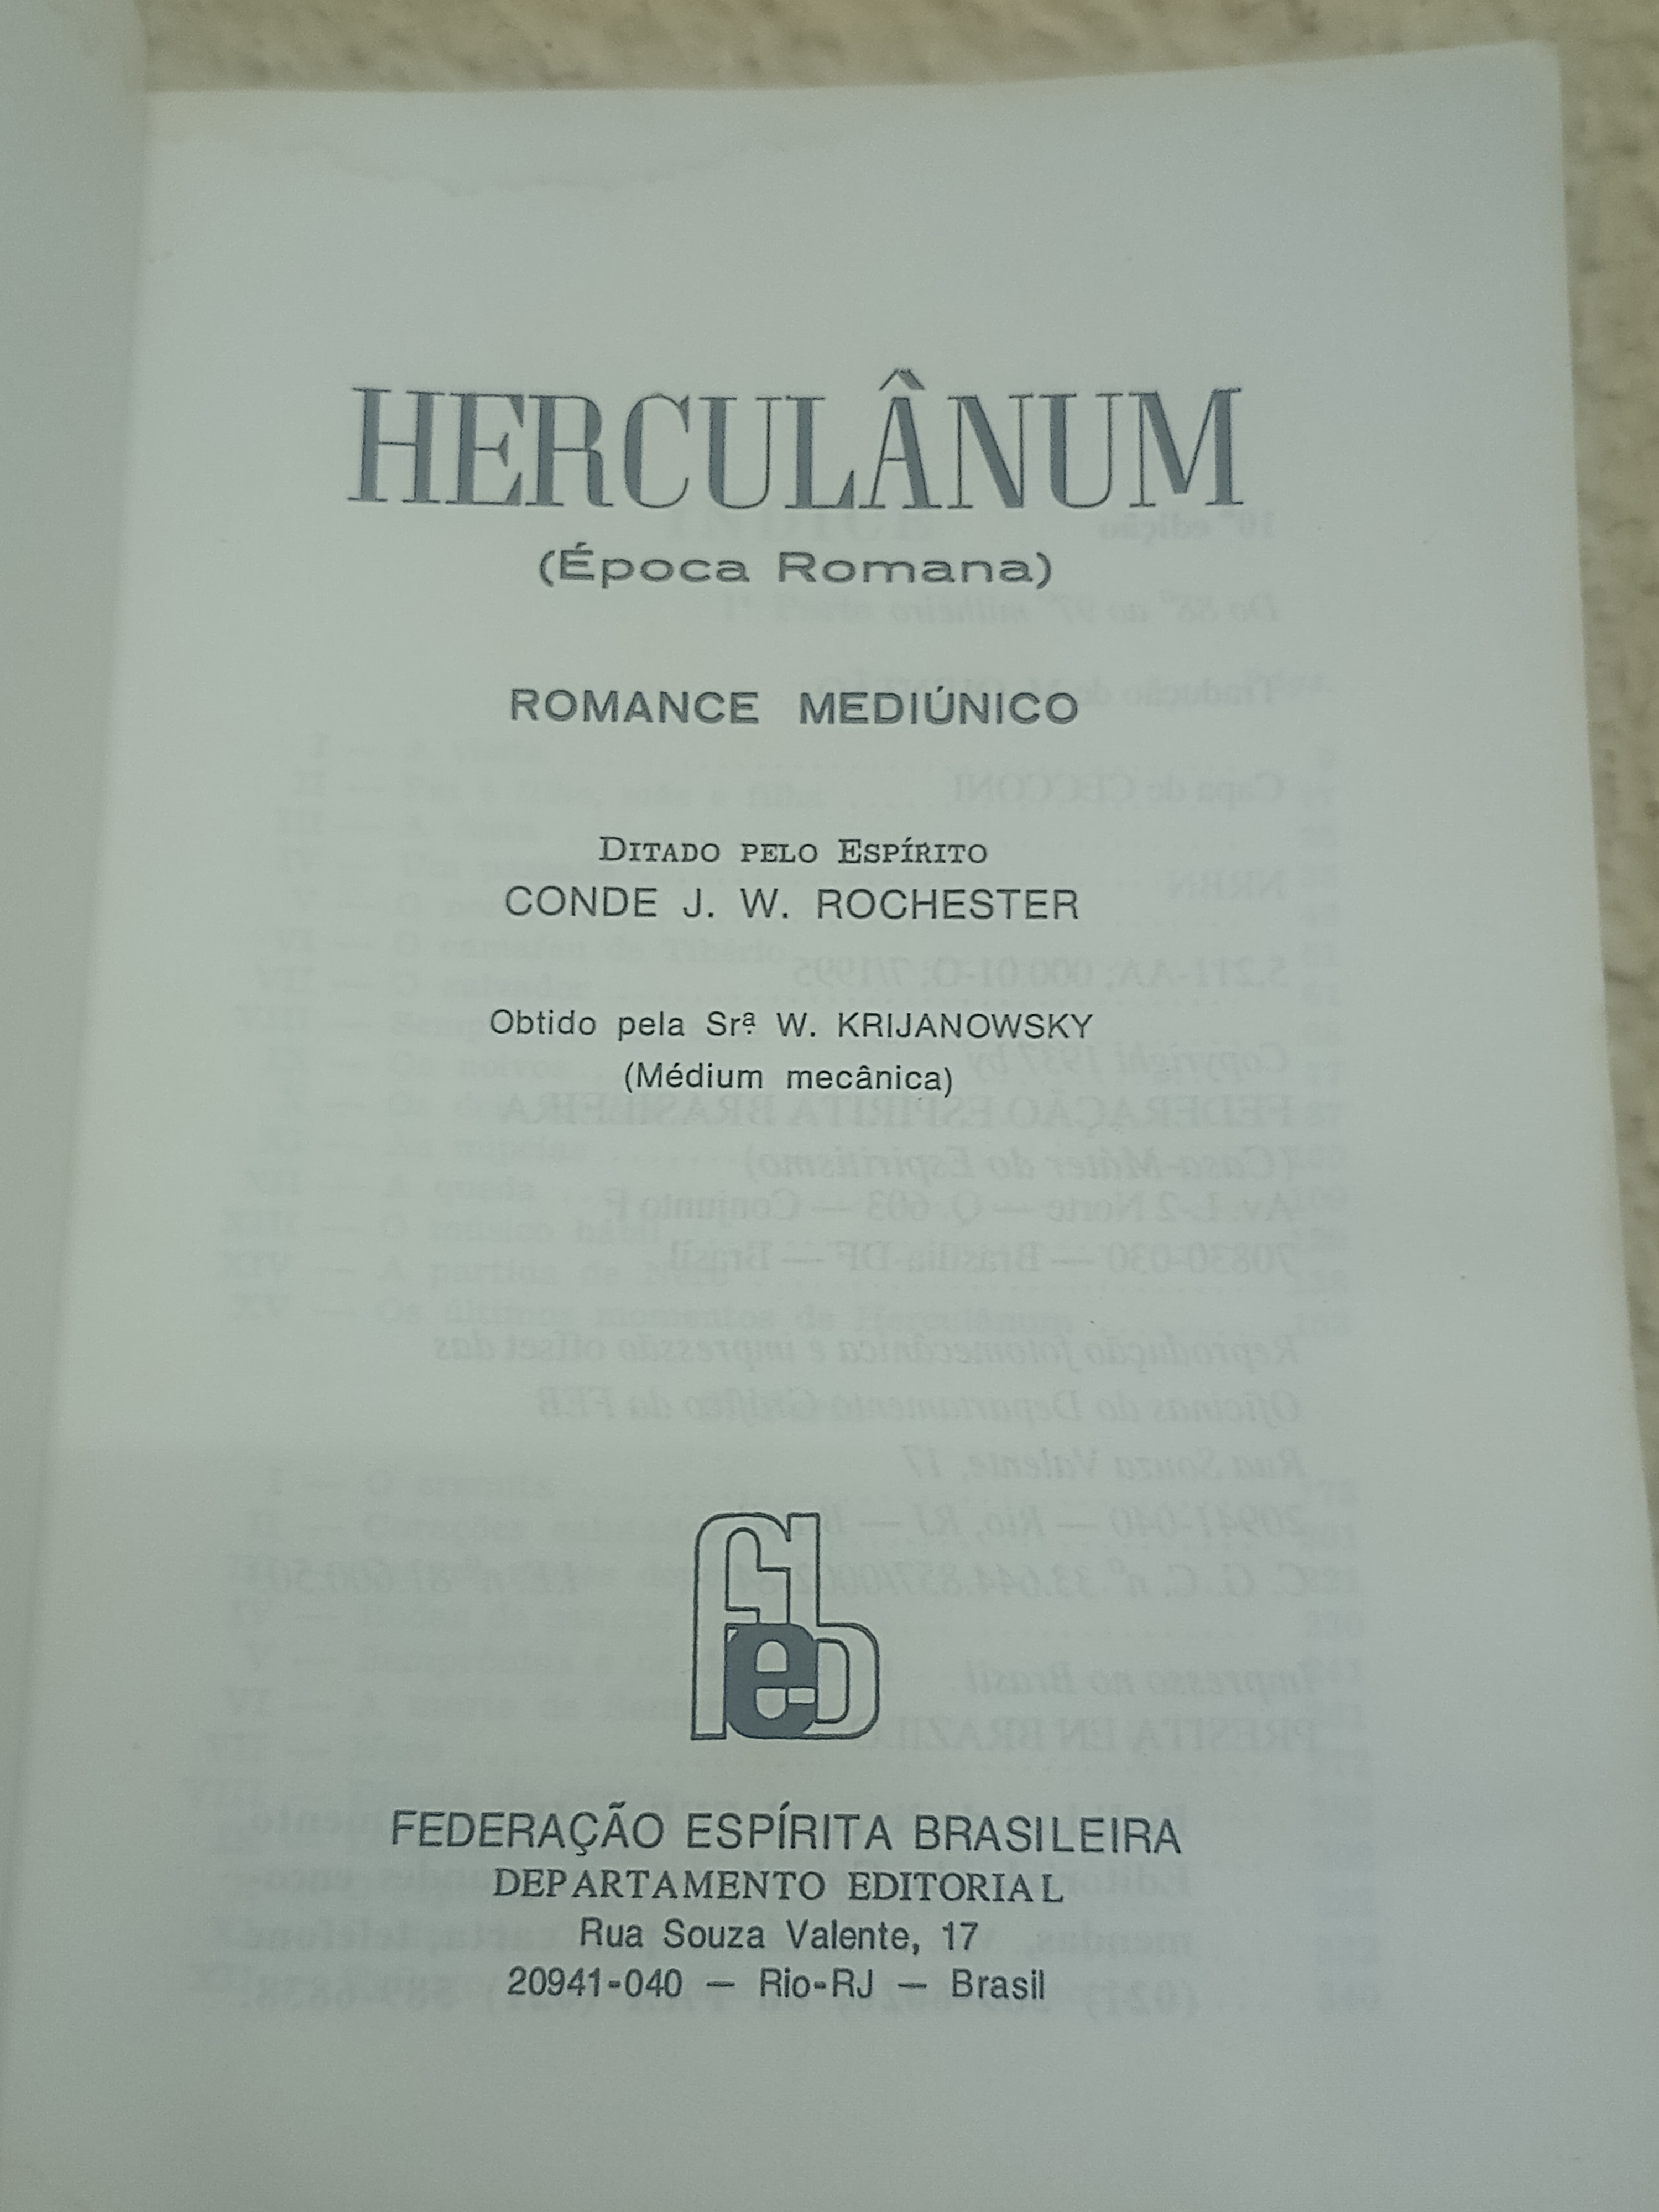 HERCULÂNUM
(Época Romana)
ROMANCE MEDIÚNICO
DITADO PELO ESPÍRITO
CONDE J. W. ROCHESTER
Obtido pela Srª W. KRIJANOWSKY
(Médium mecânica)
feb
FEDERAÇÃO ESPÍRITA BRASILEIRA
DEPARTAMENTO EDITORIAL
Rua Souza Valente, 17
20941-040 — Rio-RJ — Brasil